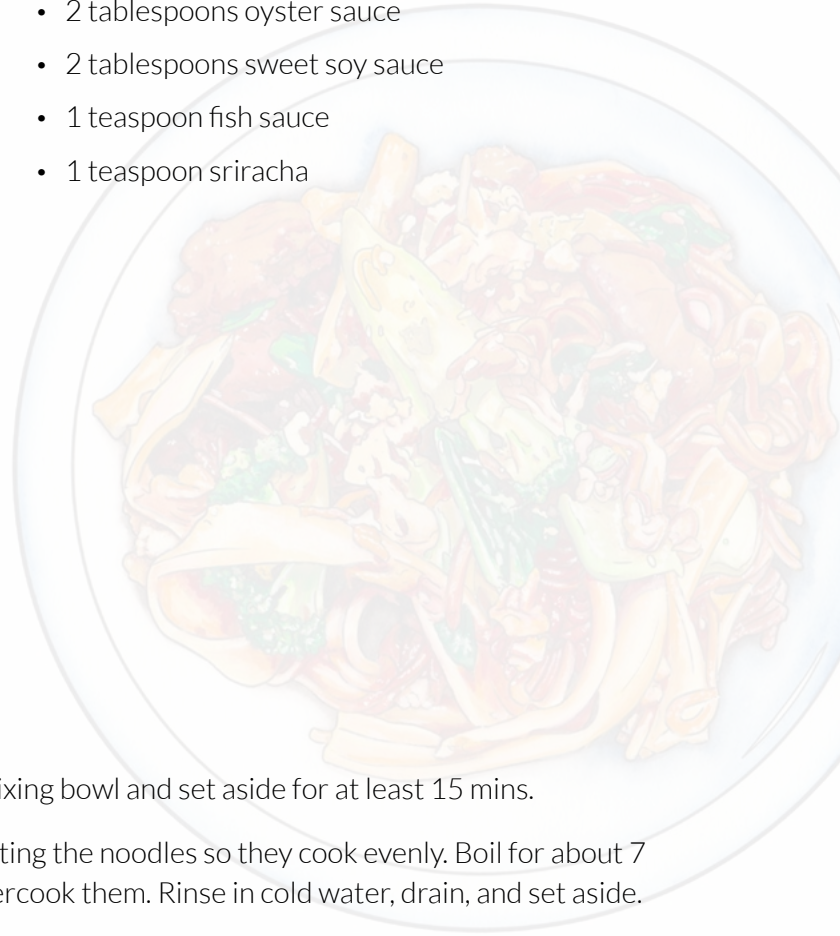 • 2 tablespoons oyster sauce
• 2 tablespoons sweet soy sauce
• 1 teaspoon fish sauce
• 1 teaspoon sriracha
ixing bowl and set aside for at least 15 mins.
ting the noodles so they cook evenly. Boil for about 7
ercook them. Rinse in cold water, drain, and set aside.